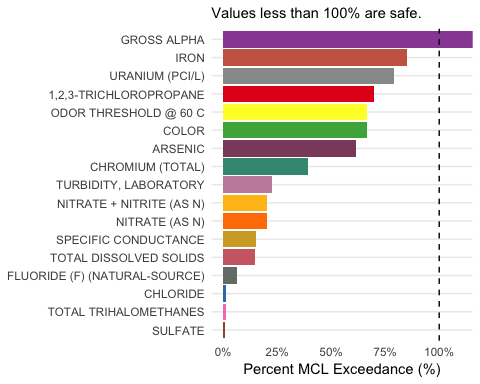 Values less than 100% are safe.
GROSS ALPHA
IRON
URANIUM (PCI/L)
1,2,3-TRICHLOROPROPANE
ODOR THRESHOLD @ 60 C
COLOR
ARSENIC
CHROMIUM (TOTAL)
TURBIDITY, LABORATORY
NITRATE + NITRITE (AS N)
NITRATE (AS N)
SPECIFIC CONDUCTANCE
TOTAL DISSOLVED SOLIDS
FLUORIDE (F) (NATURAL-SOURCE)
CHLORIDE
TOTAL TRIHALOMETHANES
SULFATE
0% 25% 50% 75% 100%
Percent MCL Exceedance (%)